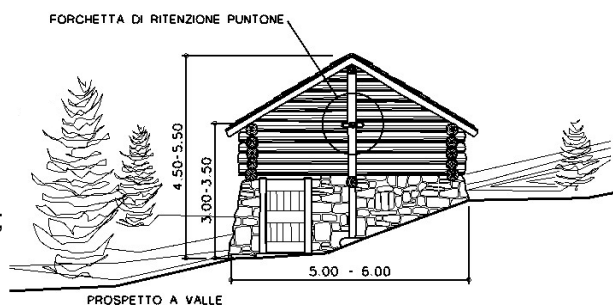 FORCHETTA DI RITENZIONE PUNTONE
4.50-5.50
3.00-3.50
5.00 - 6.00
PROSPETTO A VALLE